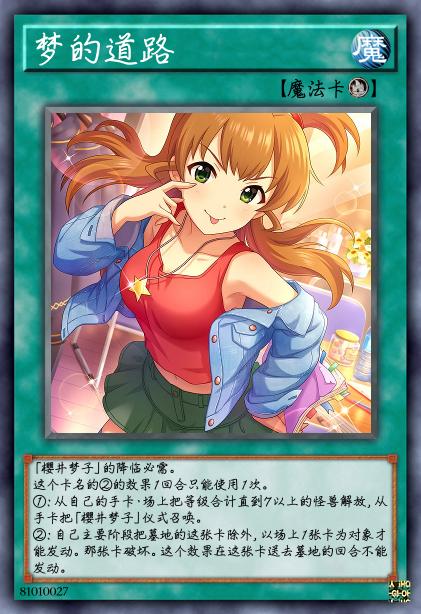 梦的道路
魔
【魔法卡】
「樱井梦子」的降临必需。
这个卡名的②的效果1回合只能使用1次。
①:从自己的手卡·场上把等级合计直到7以上的怪兽解放,从
手卡把「樱井梦子」仪式召唤。
②:自己主要阶段把墓地的这张卡除外,以场上1张卡为对象才
能发动。那张卡破坏。这个效果在这张卡送去墓地的回合不能
发动。
81010027